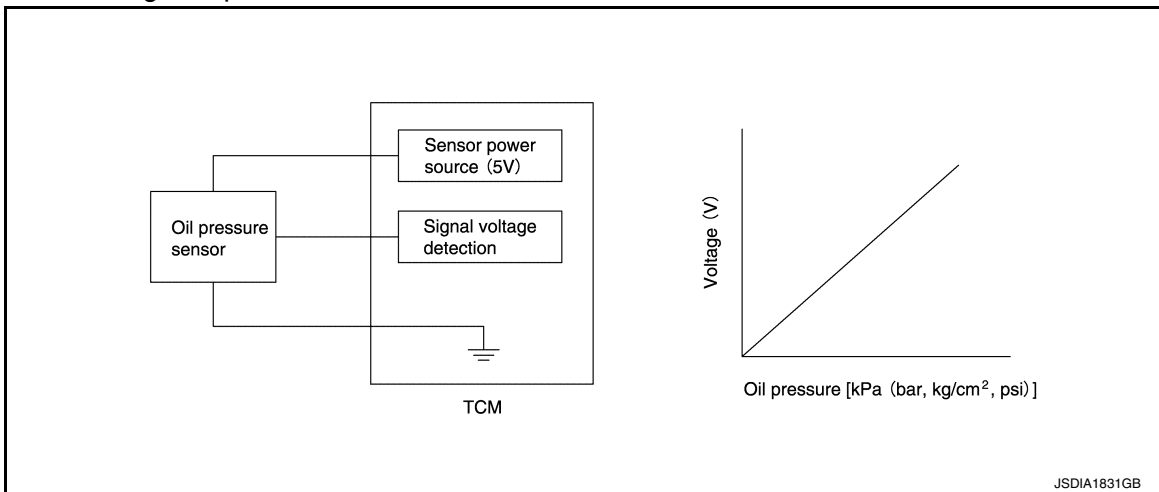 Sensor power
source (5V)
Oil pressure
sensor
Signal voltage
detection
TCM
Voltage (V)
Oil pressure [kPa (bar, kg/cm², psi)]
JSDIA1831GB